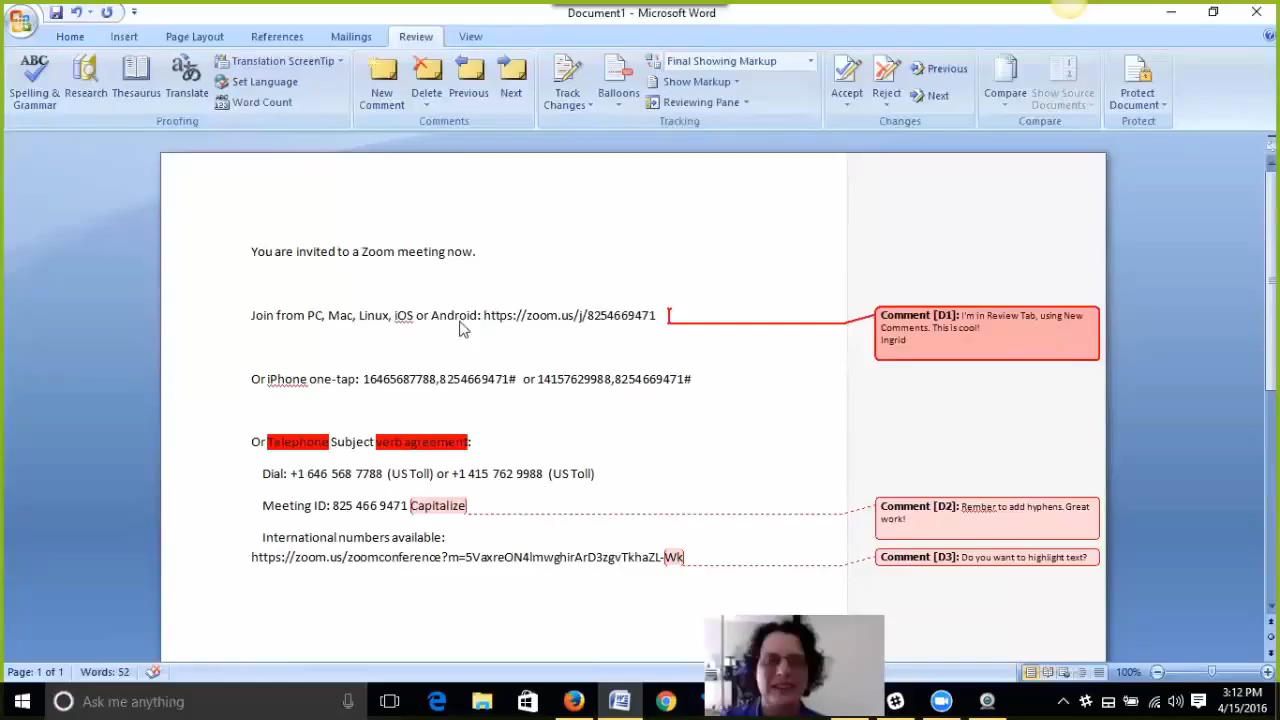 Document1 - Microsoft Word
Home Insert Page Layout References Mailings Review View
ABC Spelling & Grammar Research Thesaurus Translate
Translation ScreenTip
Set Language
Word Count
Proofing
New Comment Delete Previous Next
Comments
Track Changes Balloons
Final Showing Markup
Show Markup
Reviewing Pane
Tracking
Accept Reject Previous
Next
Changes
Compare Show Source Documents
Compare
Protect Document
Protect
You are invited to a Zoom meeting now.
Join from PC, Mac, Linux, iOS or Android: https://zoom.us/j/8254669471
Comment [D1]: I'm in Review Tab, using New
Comments. This is cool!
Ingrid
Or iPhone one-tap: 16465687788,8254669471# or 14157629988,8254669471#
Or Telephone Subject verb agreement:
Dial: +1 646 568 7788 (US Toll) or +1 415 762 9988 (US Toll)
Meeting ID: 825 466 9471 Capitalize
Comment [D2]: Rember to add hyphens. Great
work!
International numbers available:
https://zoom.us/zoomconference?m=5VaxreON4lmwghirArD3zgvTkhaZL-Wk
Comment [D3]: Do you want to highlight text?
Page: 1 of 1 Words: 52 100%
Ask me anything
3:12 PM
4/15/2016